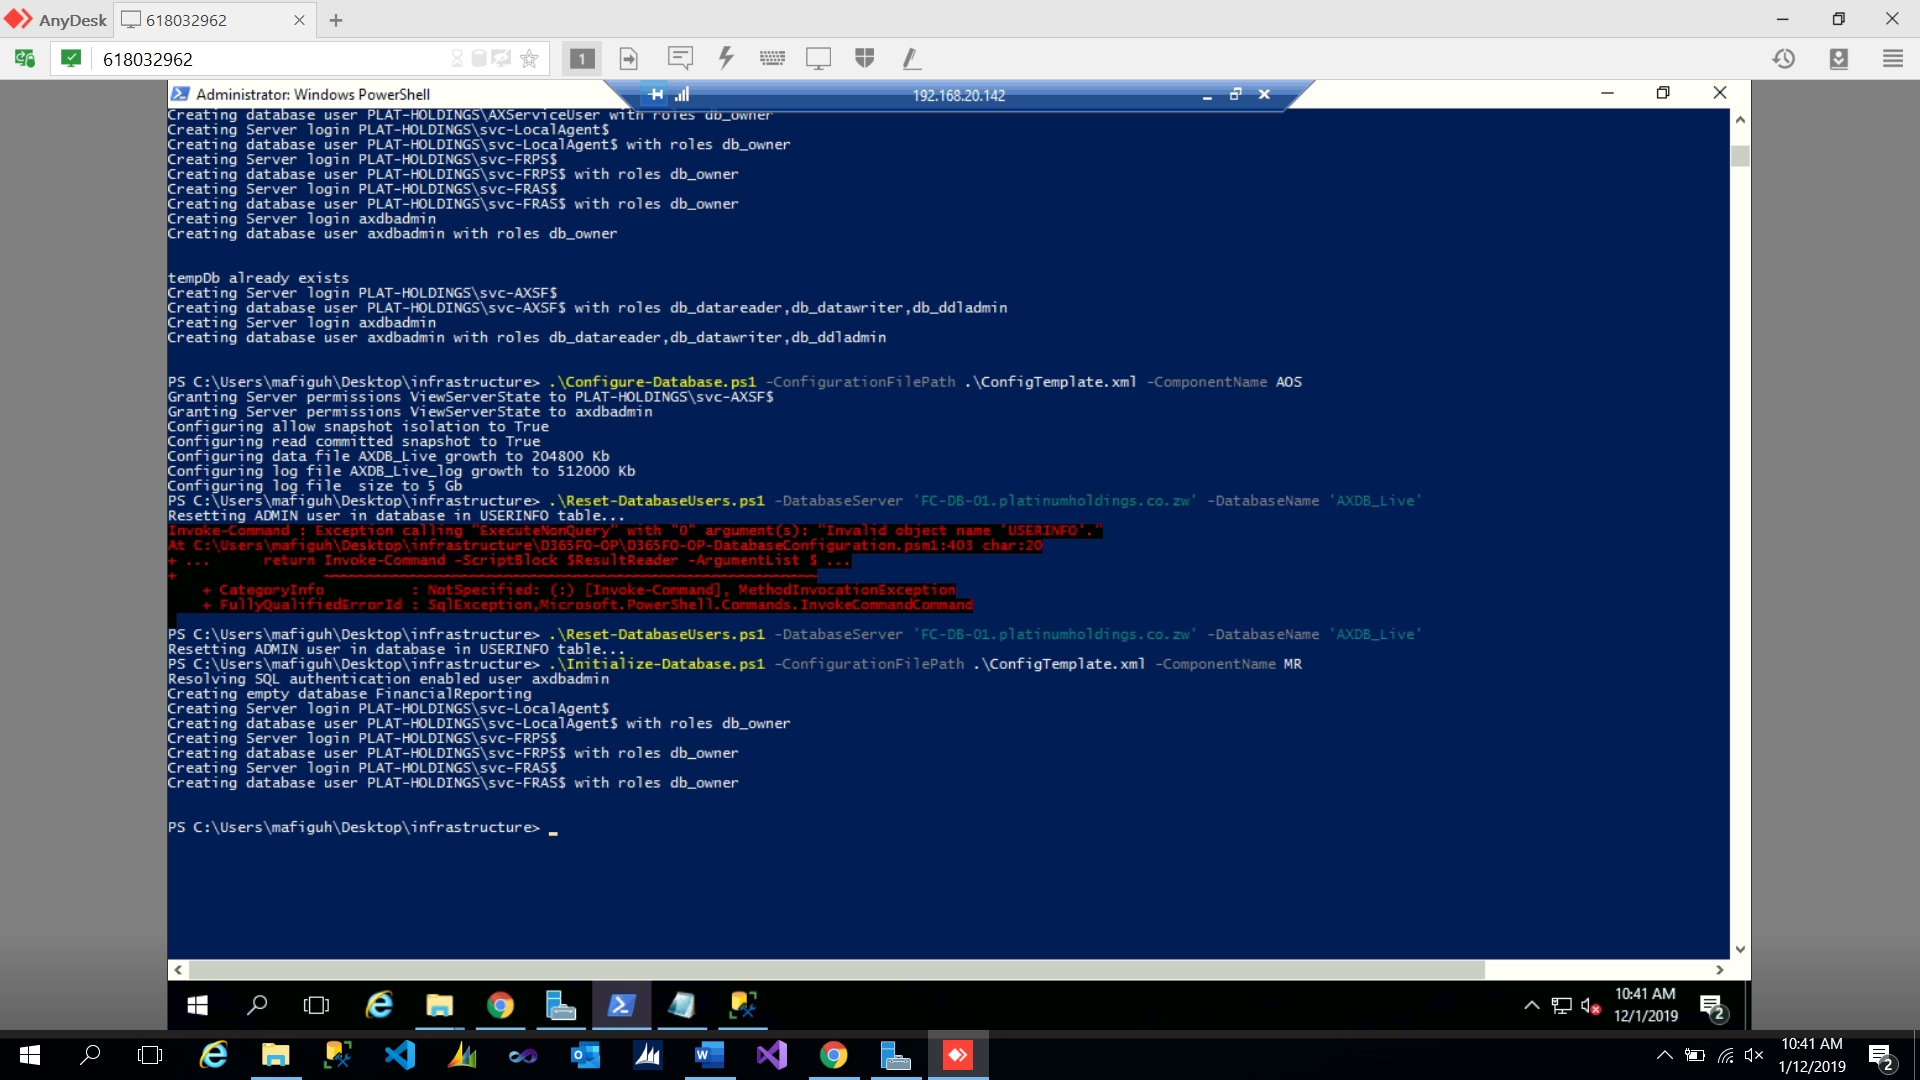 AnyDesk
618032962
618032962
1
Administrator: Windows PowerShell
192.168.20.142
Creating database user PLAT-HOLDINGS\AXServiceUser with roles db_owner
Creating Server login PLAT-HOLDINGS\svc-LocalAgent$
Creating database user PLAT-HOLDINGS\svc-LocalAgent$ with roles db_owner
Creating Server login PLAT-HOLDINGS\svc-FRPS$
Creating database user PLAT-HOLDINGS\svc-FRPS$ with roles db_owner
Creating Server login PLAT-HOLDINGS\svc-FRAS$
Creating database user PLAT-HOLDINGS\svc-FRAS$ with roles db_owner
Creating Server login axdbadmin
Creating database user axdbadmin with roles db_owner
tempDb already exists
Creating Server login PLAT-HOLDINGS\svc-AXSF$
Creating database user PLAT-HOLDINGS\svc-AXSF$ with roles db_datareader,db_datawriter,db_ddladmin
Creating Server login axdbadmin
Creating database user axdbadmin with roles db_datareader,db_datawriter,db_ddladmin
PS C:\Users\mafiguh\Desktop\infrastructure> .\Configure-Database.ps1 -ConfigurationFilePath .\ConfigTemplate.xml -ComponentName AOS
Granting Server permissions ViewServerState to PLAT-HOLDINGS\svc-AXSF$
Granting Server permissions ViewServerState to axdbadmin
Configuring allow snapshot isolation to True
Configuring read committed snapshot to True
Configuring data file AXDB_Live growth to 204800 Kb
Configuring log file AXDB_Live_log growth to 512000 Kb
Configuring log file  size to 5 Gb
PS C:\Users\mafiguh\Desktop\infrastructure> .\Reset-DatabaseUsers.ps1 -DatabaseServer 'FC-DB-01.platinumholdings.co.zw' -DatabaseName 'AXDB_Live'
Resetting ADMIN user in database in USERINFO table...
Invoke-Command : Exception calling "ExecuteNonQuery" with "0" argument(s): "Invalid object name 'USERINFO'."
At C:\Users\mafiguh\Desktop\infrastructure\D365FO-OP\D365FO-OP-DatabaseConfiguration.psm1:403 char:20
+ ...      return Invoke-Command -ScriptBlock $ResultReader -ArgumentList $ ...
+                 ~~~~~~~~~~~~~~~~~~~~~~~~~~~~~~~~~~~~~~~~~~~~~~~~~~~~~~~~~
    + CategoryInfo          : NotSpecified: (:) [Invoke-Command], MethodInvocationException
    + FullyQualifiedErrorId : SqlException,Microsoft.PowerShell.Commands.InvokeCommandCommand
PS C:\Users\mafiguh\Desktop\infrastructure> .\Reset-DatabaseUsers.ps1 -DatabaseServer 'FC-DB-01.platinumholdings.co.zw' -DatabaseName 'AXDB_Live'
Resetting ADMIN user in database in USERINFO table...
PS C:\Users\mafiguh\Desktop\infrastructure> .\Initialize-Database.ps1 -ConfigurationFilePath .\ConfigTemplate.xml -ComponentName MR
Resolving SQL authentication enabled user axdbadmin
Creating empty database FinancialReporting
Creating Server login PLAT-HOLDINGS\svc-LocalAgent$
Creating database user PLAT-HOLDINGS\svc-LocalAgent$ with roles db_owner
Creating Server login PLAT-HOLDINGS\svc-FRPS$
Creating database user PLAT-HOLDINGS\svc-FRPS$ with roles db_owner
Creating Server login PLAT-HOLDINGS\svc-FRAS$
Creating database user PLAT-HOLDINGS\svc-FRAS$ with roles db_owner
PS C:\Users\mafiguh\Desktop\infrastructure> _
10:41 AM
12/1/2019
2
10:41 AM
1/12/2019
2